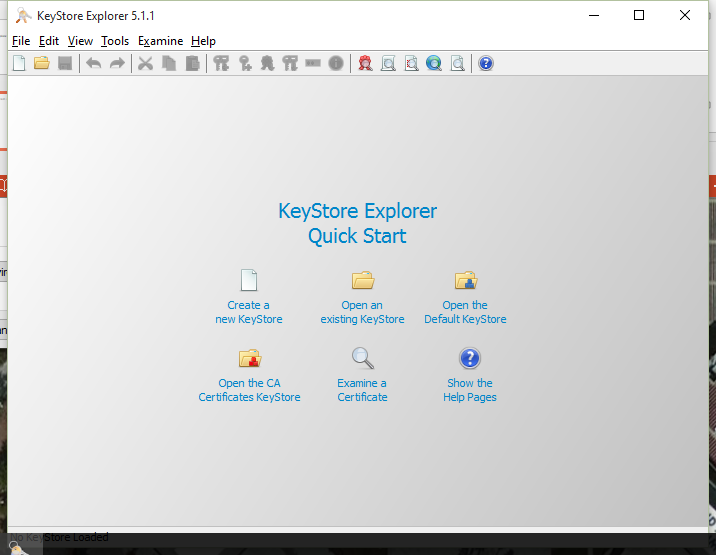 KeyStore Explorer 5.1.1
File Edit View Tools Examine Help
KeyStore Explorer
Quick Start
Create a
new KeyStore
Open an
existing KeyStore
Open the
Default KeyStore
Open the CA
Certificates KeyStore
Examine a
Certificate
Show the
Help Pages
No KeyStore Loaded